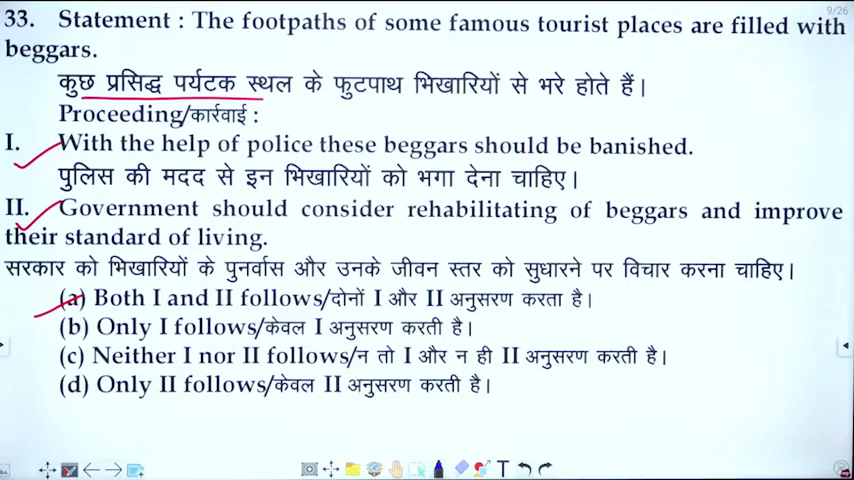 9/26
33. Statement : The footpaths of some famous tourist places are filled with
beggars.
कुछ प्रसिद्ध पर्यटक स्थल के फुटपाथ भिखारियों से भरे होते हैं।
Proceeding/कार्रवाई :
I. With the help of police these beggars should be banished.
पुलिस की मदद से इन भिखारियों को भगा देना चाहिए।
II. Government should consider rehabilitating of beggars and improve
their standard of living.
सरकार को भिखारियों के पुनर्वास और उनके जीवन स्तर को सुधारने पर विचार करना चाहिए।
(a) Both I and II follows/दोनों I और II अनुसरण करता है।
(b) Only I follows/केवल I अनुसरण करती है।
(c) Neither I nor II follows/न तो I और न ही II अनुसरण करती है।
(d) Only II follows/केवल II अनुसरण करती है।